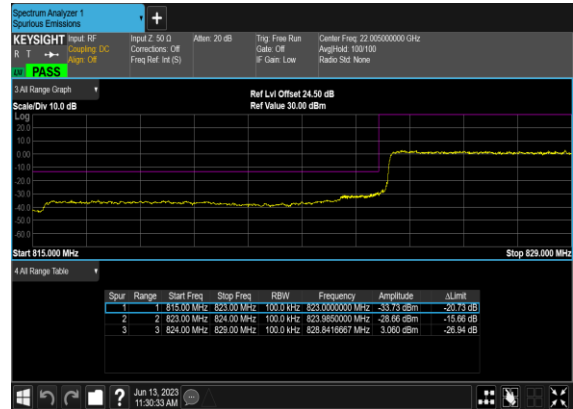 Spectrum Analyzer 1
Spurious Emissions
+
KEYSIGHT Input: RF Input Z: 50 Ω Atten: 20 dB Trig: Free Run Center Freq: 22.005000000 GHz
R T Coupling: DC Corrections: Off Gate: Off Avg|Hold: 100/100
Align: Off Freq Ref: Int (S) IF Gain: Low Radio Std: None
LW PASS
3 All Range Graph Ref Lvl Offset 24.50 dB
Scale/Div 10.0 dB Ref Value 30.00 dBm
Log
20.0
10.0
0.00
-10.0
-20.0
-30.0
-40.0
-50.0
-60.0
Start 815.000 MHz Stop 829.000 MHz
4 All Range Table
Spur Range Start Freq Stop Freq RBW Frequency Amplitude ΔLimit
1 1 815.00 MHz 823.00 MHz 100.0 kHz 823.0000000 MHz -33.73 dBm -20.73 dB
2 2 823.00 MHz 824.00 MHz 100.0 kHz 823.9850000 MHz -28.66 dBm -15.66 dB
3 3 824.00 MHz 829.00 MHz 100.0 kHz 828.8416667 MHz 3.060 dBm -26.94 dB
? Jun 13, 2023
11:30:33 AM